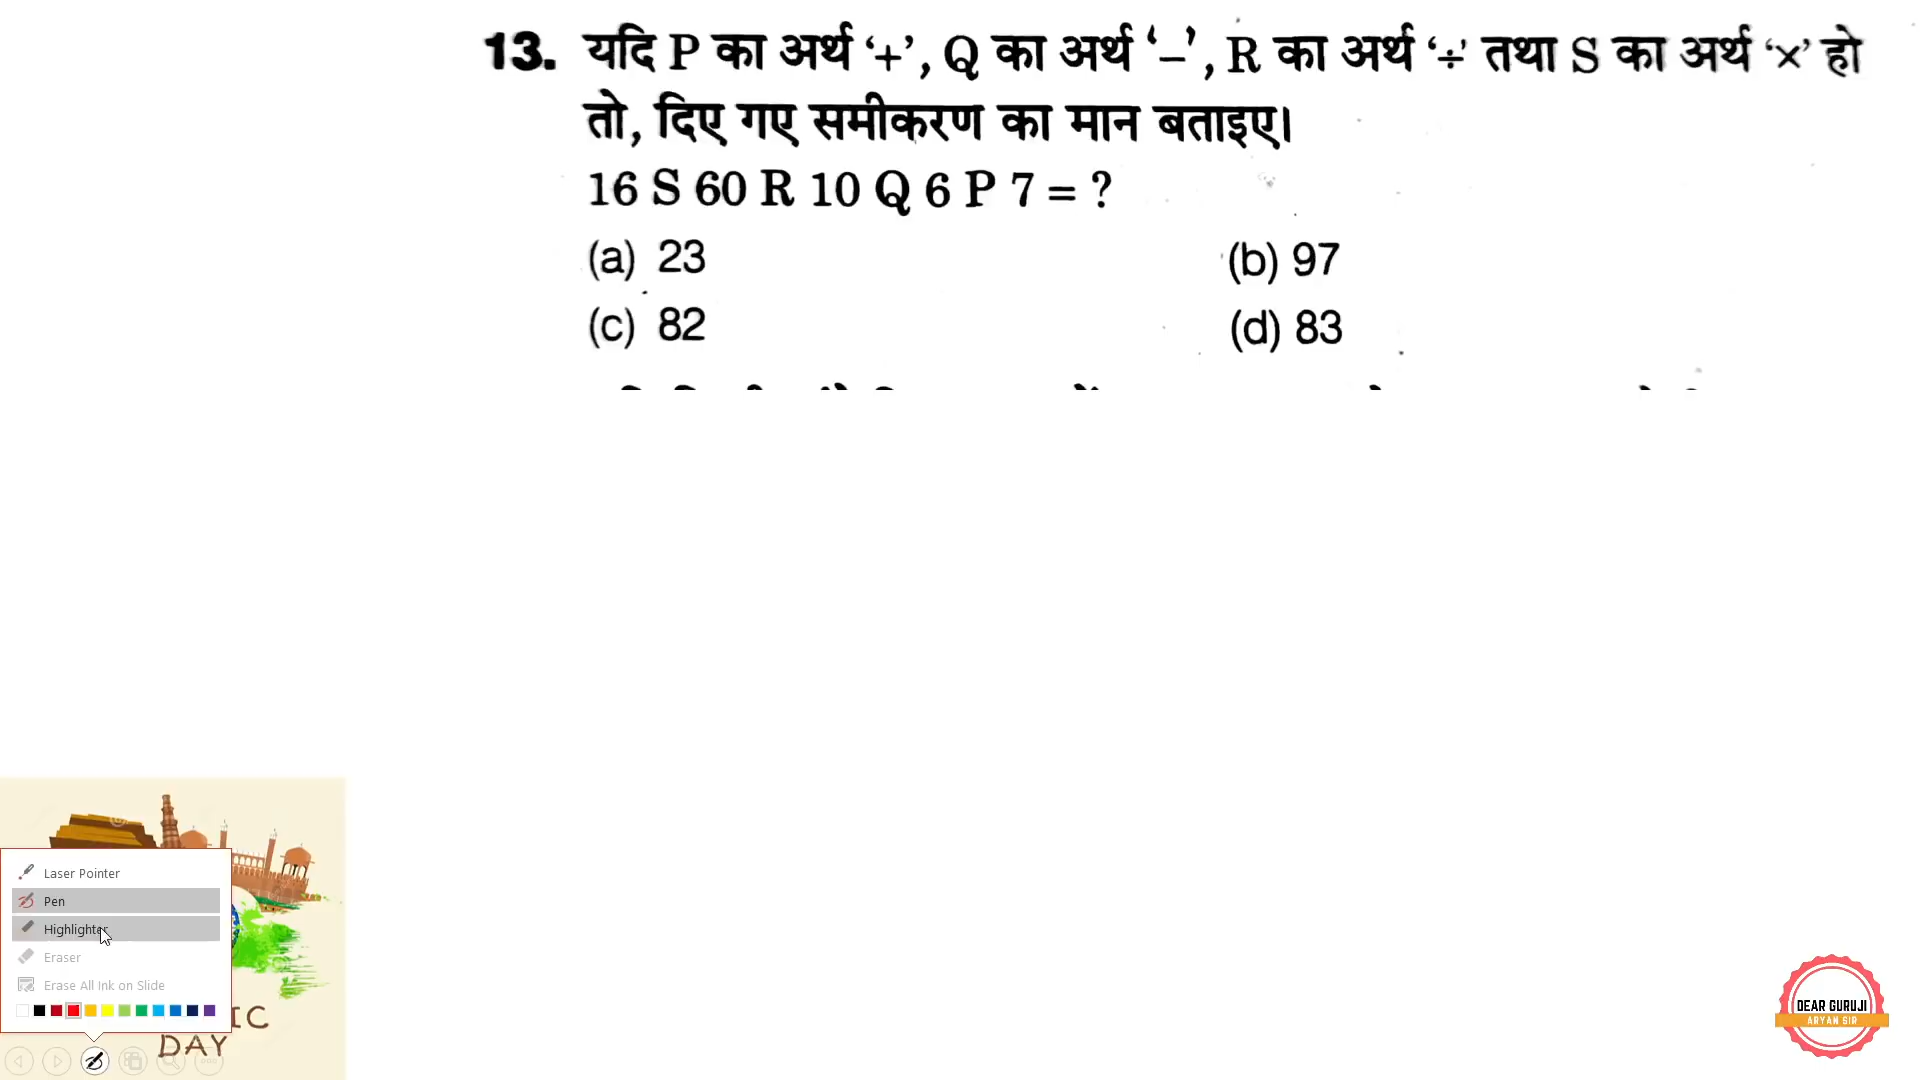 13. यदि P का अर्थ ‘+’, Q का अर्थ ‘–’, R का अर्थ ‘÷’ तथा S का अर्थ ‘×’ हो
तो, दिए गए समीकरण का मान बताइए।
16 S 60 R 10 Q 6 P 7 = ?
(a) 23 (b) 97
(c) 82 (d) 83
Laser Pointer
Pen
Highlighter
Eraser
Erase All Ink on Slide
IC
DAY
DEAR GURUJI
ARYAN SIR